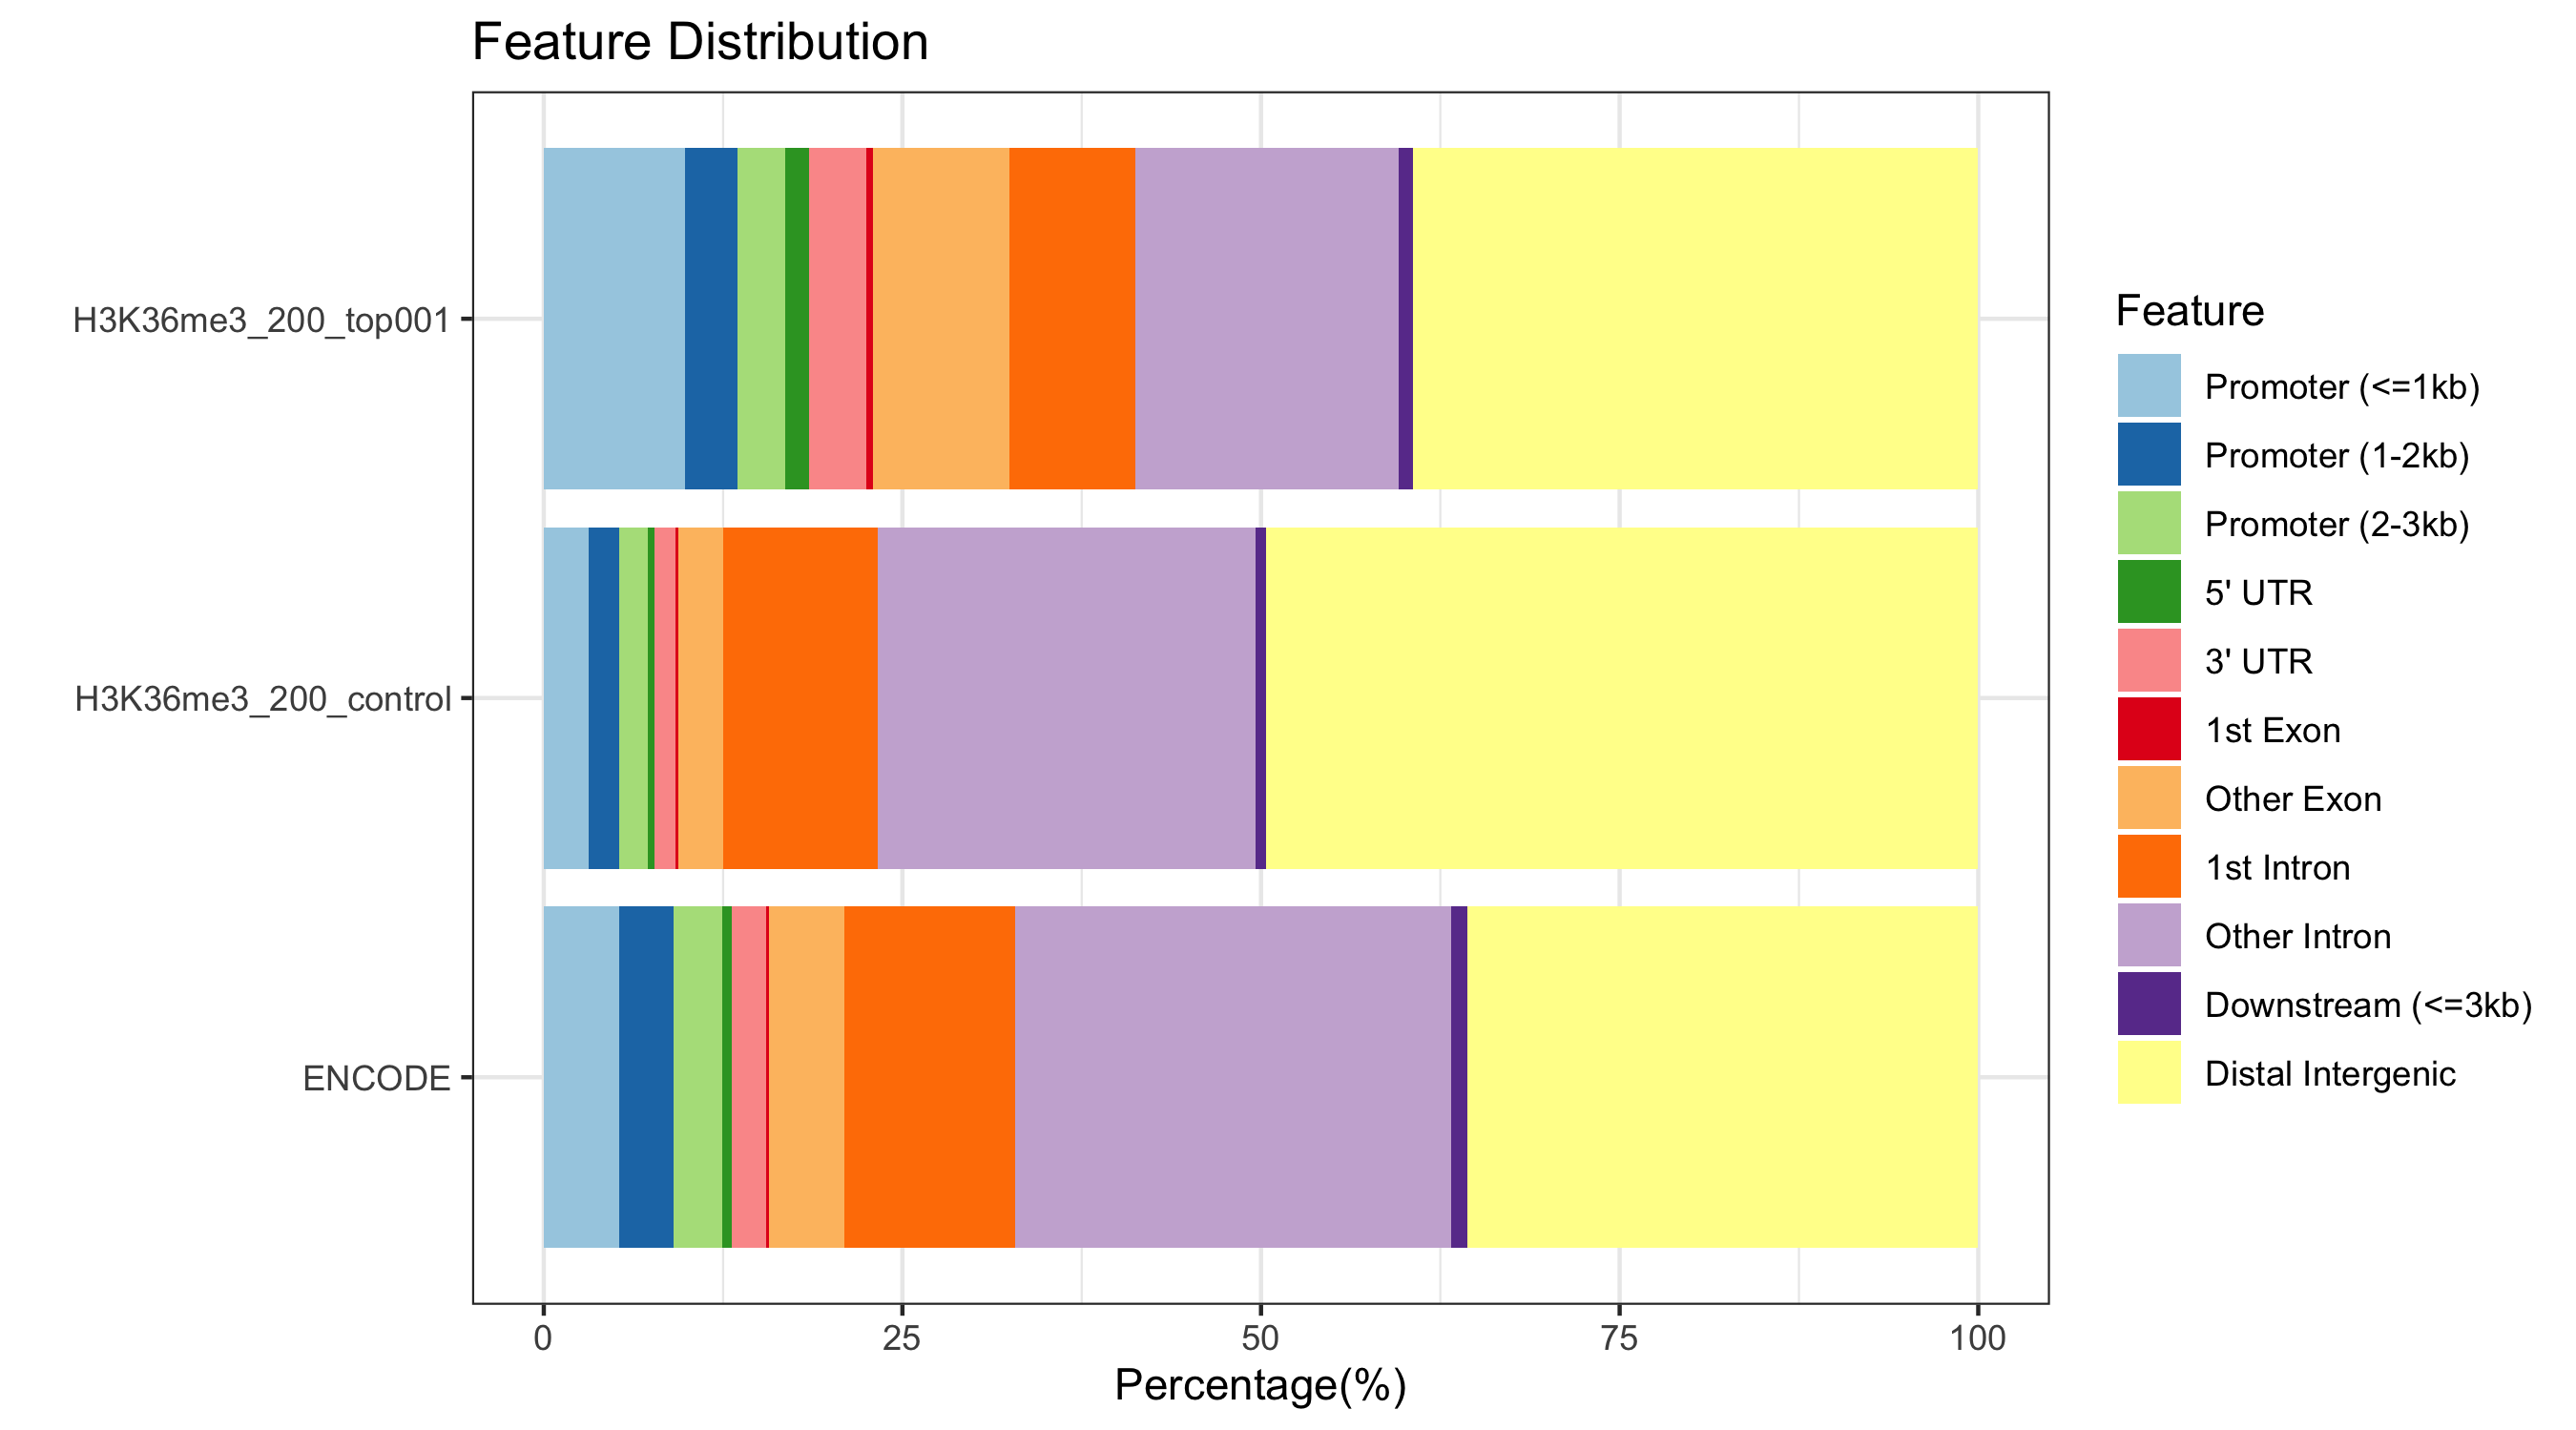 Feature Distribution
H3K36me3_200_top001
H3K36me3_200_control
ENCODE
0 25 50 75 100
Percentage(%)
Feature
Promoter (<=1kb)
Promoter (1-2kb)
Promoter (2-3kb)
5' UTR
3' UTR
1st Exon
Other Exon
1st Intron
Other Intron
Downstream (<=3kb)
Distal Intergenic